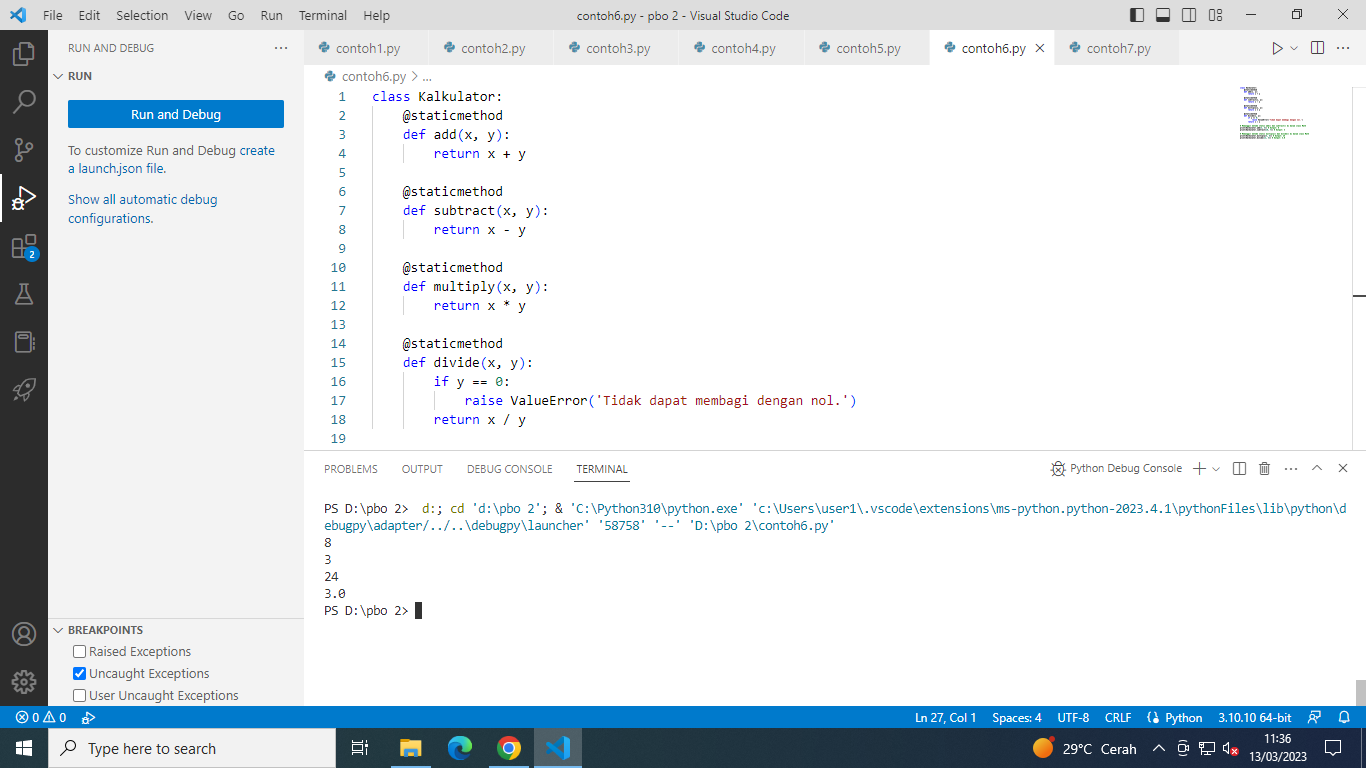 File Edit Selection View Go Run Terminal Help
contoh6.py - pbo 2 - Visual Studio Code
RUN AND DEBUG
RUN
Run and Debug
To customize Run and Debug create
a launch.json file.
Show all automatic debug
configurations.
2
BREAKPOINTS
Raised Exceptions
Uncaught Exceptions
User Uncaught Exceptions
contoh1.py contoh2.py contoh3.py contoh4.py contoh5.py contoh6.py contoh7.py
contoh6.py > ...
1 class Kalkulator:
2     @staticmethod
3     def add(x, y):
4         return x + y
5
6     @staticmethod
7     def subtract(x, y):
8         return x - y
9
10     @staticmethod
11     def multiply(x, y):
12         return x * y
13
14     @staticmethod
15     def divide(x, y):
16         if y == 0:
17             raise ValueError('Tidak dapat membagi dengan nol.')
18         return x / y
19
PROBLEMS OUTPUT DEBUG CONSOLE TERMINAL
Python Debug Console
PS D:\pbo 2>  d:; cd 'd:\pbo 2'; & 'C:\Python310\python.exe' 'c:\Users\user1\.vscode\extensions\ms-python.python-2023.4.1\pythonFiles\lib\python\d
ebugpy\adapter/../..\debugpy\launcher' '58758' '--' 'D:\pbo 2\contoh6.py'
8
3
24
3.0
PS D:\pbo 2>
0 0
Ln 27, Col 1 Spaces: 4 UTF-8 CRLF Python 3.10.10 64-bit
Type here to search
29°C Cerah
11:36
13/03/2023